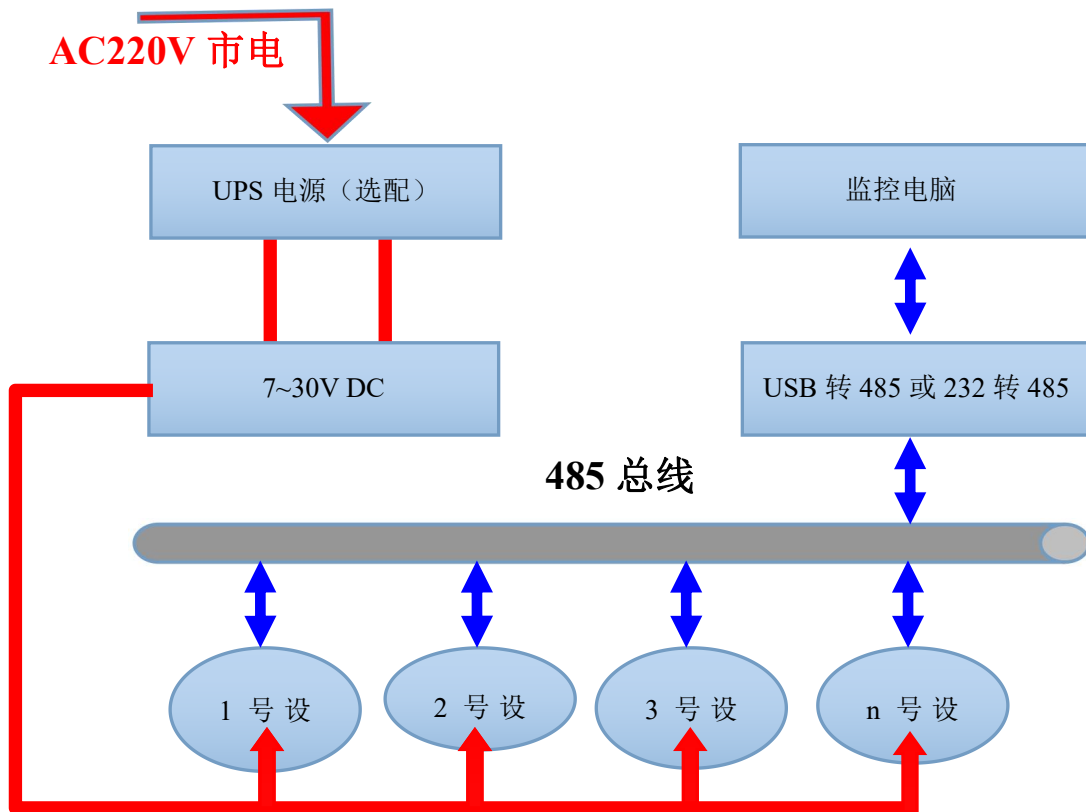 AC220V 市电
UPS 电源（选配）
监控电脑
7~30V DC
USB 转 485 或 232 转 485
485 总线
1 号 设
2 号 设
3 号 设
n 号 设